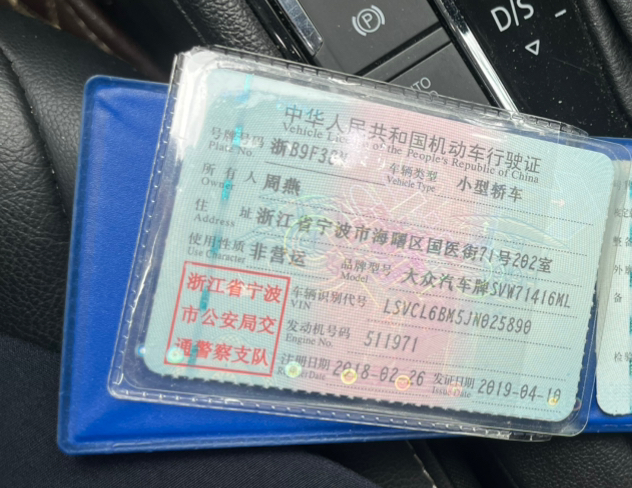 P
D/S
中华人民共和国机动车行驶证
Vehicle License of the People's Republic of China
号牌号码 车辆类型 小型轿车
Plate No. Vehicle Type
所有人 周燕
Owner
住址 浙江省宁波市海曙区国医街71号202室
Address
使用性质 非营运 品牌型号 大众汽车牌SVW71416ML
Use Character Model
浙江省宁波
市公安局交
通警察支队
车辆识别代号 LSVCL6BM5JN025890
VIN
发动机号码 511971
Engine No.
注册日期 2018-02-26 发证日期 2019-04-10
Register Date Issue Date